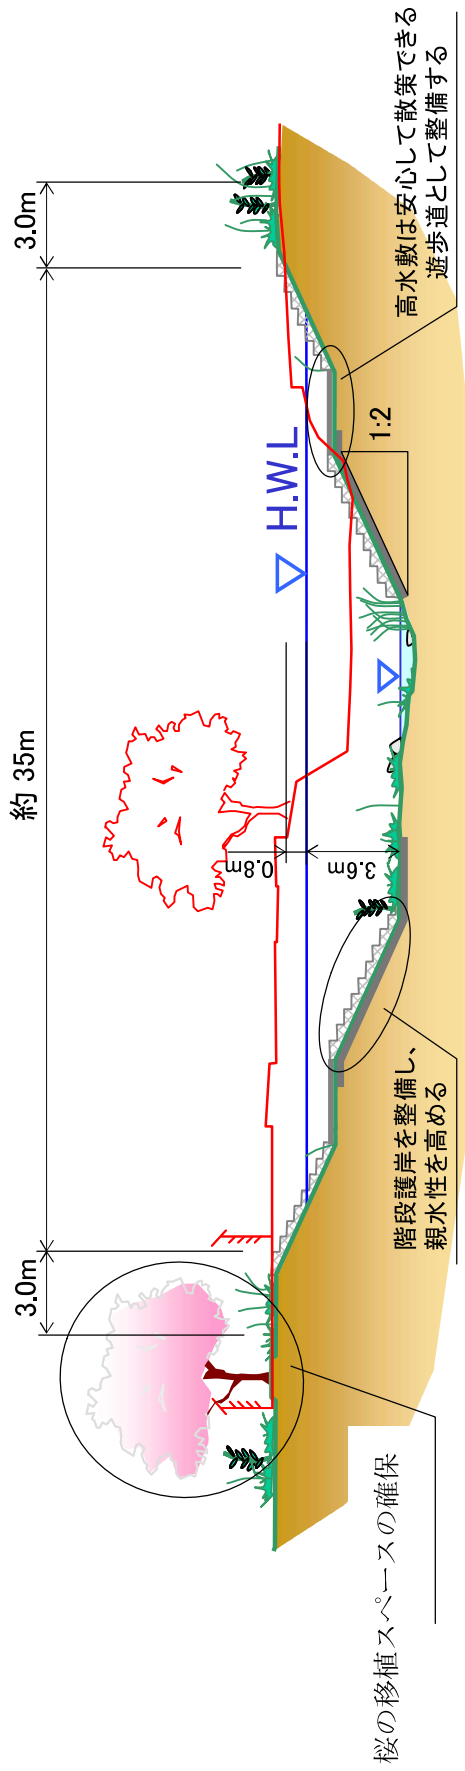 3.0m
約 35m
3.0m
H.W.L
0.8m
3.6m
1:2
高水敷は安心して散策できる
遊歩道として整備する
階段護岸を整備し、
親水性を高める
桜の移植スペースの確保